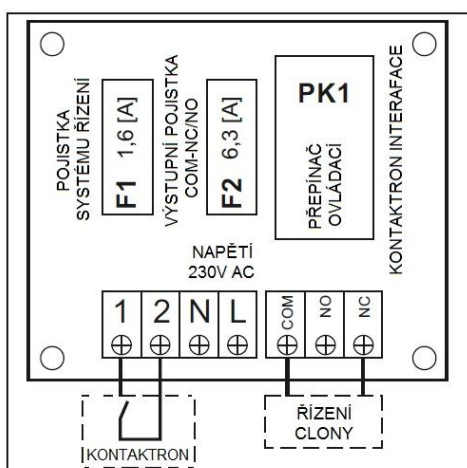 POJISTKA
SYSTÉMU ŘÍZENÍ
F1 1,6 [A]
VÝSTUPNÍ POJISTKA
COM-NC/NO
F2 6,3 [A]
PK1
PŘEPÍNAČ
OVLÁDACÍ
KONTAKTRON INTERAFACE
NAPĚTÍ
230V AC
1 2 N L COM NO NC
KONTAKTRON
ŘÍZENÍ
CLONY